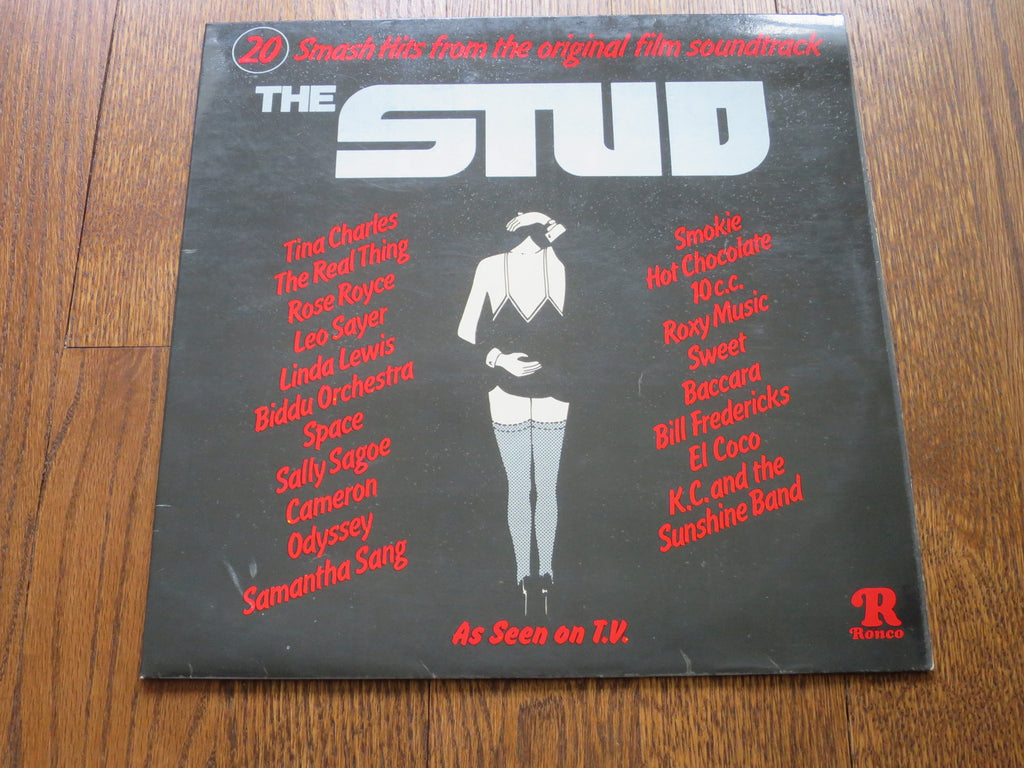 20 Smash Hits from the original film soundtrack
THE STUD
Tina Charles
The Real Thing
Rose Royce
Leo Sayer
Linda Lewis
Biddu Orchestra
Space
Sally Sagoe
Cameron
Odyssey
Samantha Sang
Smokie
Hot Chocolate
10 c.c.
Roxy Music
Sweet
Baccara
Bill Fredericks
El Coco
K.C. and the
Sunshine Band
As Seen on T.V.
R
Ronco